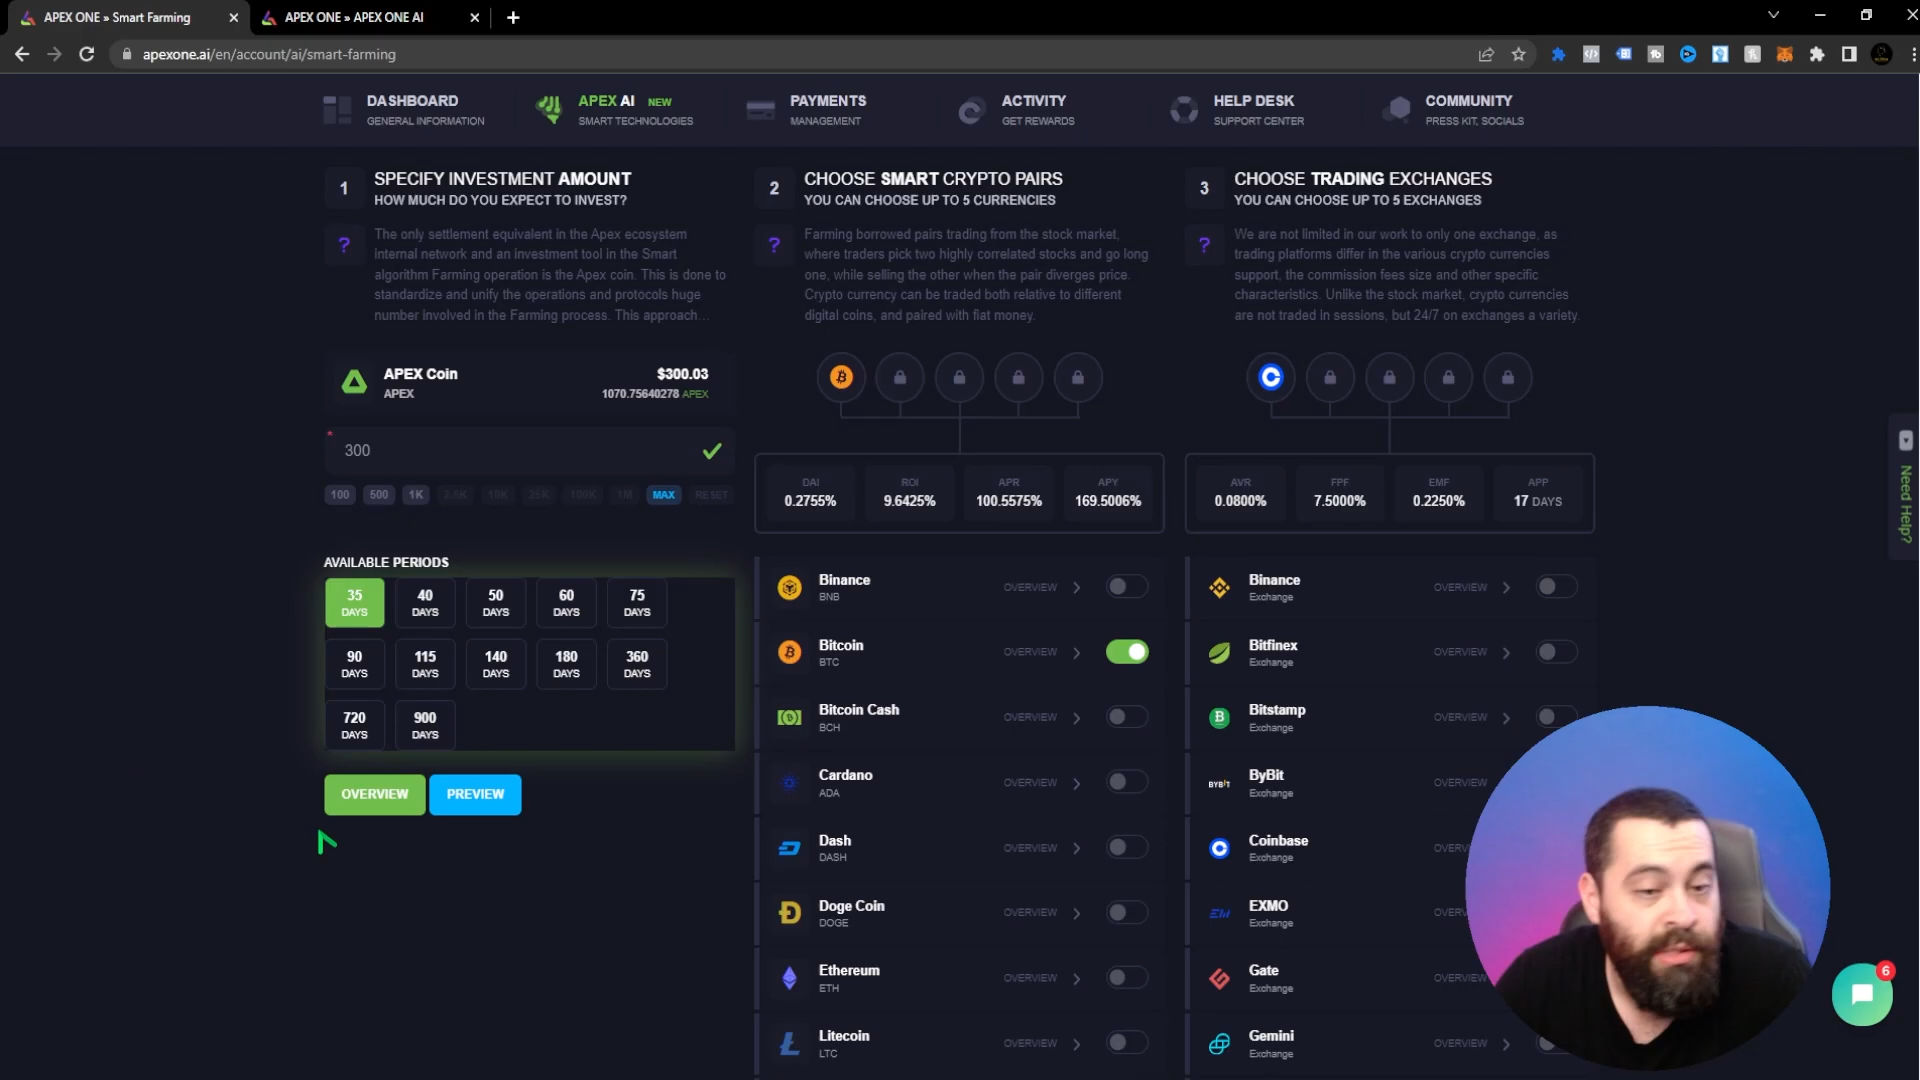 APEX ONE » Smart Farming
APEX ONE » APEX ONE AI
apexone.ai/en/account/ai/smart-farming
DASHBOARD
GENERAL INFORMATION
APEX AI NEW
SMART TECHNOLOGIES
PAYMENTS
MANAGEMENT
ACTIVITY
GET REWARDS
HELP DESK
SUPPORT CENTER
COMMUNITY
PRESS KIT, SOCIALS
1
SPECIFY INVESTMENT AMOUNT
HOW MUCH DO YOU EXPECT TO INVEST?
?
The only settlement equivalent in the Apex ecosystem
internal network and an investment tool in the Smart
algorithm Farming operation is the Apex coin. This is done to
standardize and unify the operations and protocols huge
number involved in the Farming process. This approach...
APEX Coin
APEX
$300.03
1070.75640278 APEX
*
300
100 500 1K 2.5K 10K 25K 100K 1M MAX RESET
AVAILABLE PERIODS
35 DAYS
40 DAYS
50 DAYS
60 DAYS
75 DAYS
90 DAYS
115 DAYS
140 DAYS
180 DAYS
360 DAYS
720 DAYS
900 DAYS
OVERVIEW
PREVIEW
2
CHOOSE SMART CRYPTO PAIRS
YOU CAN CHOOSE UP TO 5 CURRENCIES
?
Farming borrowed pairs trading from the stock market,
where traders pick two highly correlated stocks and go long
one, while selling the other when the pair diverges price.
Crypto currency can be traded both relative to different
digital coins, and paired with fiat money.
DAI
0.2755%
ROI
9.6425%
APR
100.5575%
APY
169.5006%
Binance
BNB
OVERVIEW
Bitcoin
BTC
OVERVIEW
Bitcoin Cash
BCH
OVERVIEW
Cardano
ADA
OVERVIEW
Dash
DASH
OVERVIEW
Doge Coin
DOGE
OVERVIEW
Ethereum
ETH
OVERVIEW
Litecoin
LTC
OVERVIEW
3
CHOOSE TRADING EXCHANGES
YOU CAN CHOOSE UP TO 5 EXCHANGES
?
We are not limited in our work to only one exchange, as
trading platforms differ in the various crypto currencies
support, the commission fees size and other specific
characteristics. Unlike the stock market, crypto currencies
are not traded in sessions, but 24/7 on exchanges a variety.
AVR
0.0800%
FPF
7.5000%
EMF
0.2250%
APP
17 DAYS
Binance
Exchange
OVERVIEW
Bitfinex
Exchange
OVERVIEW
Bitstamp
Exchange
OVERVIEW
BYBIT
ByBit
Exchange
OVERVIEW
Coinbase
Exchange
OVERV
EXMO
Exchange
OVERV
Gate
Exchange
OVERV
Gemini
Exchange
OVERVIEW
Need Help?
6